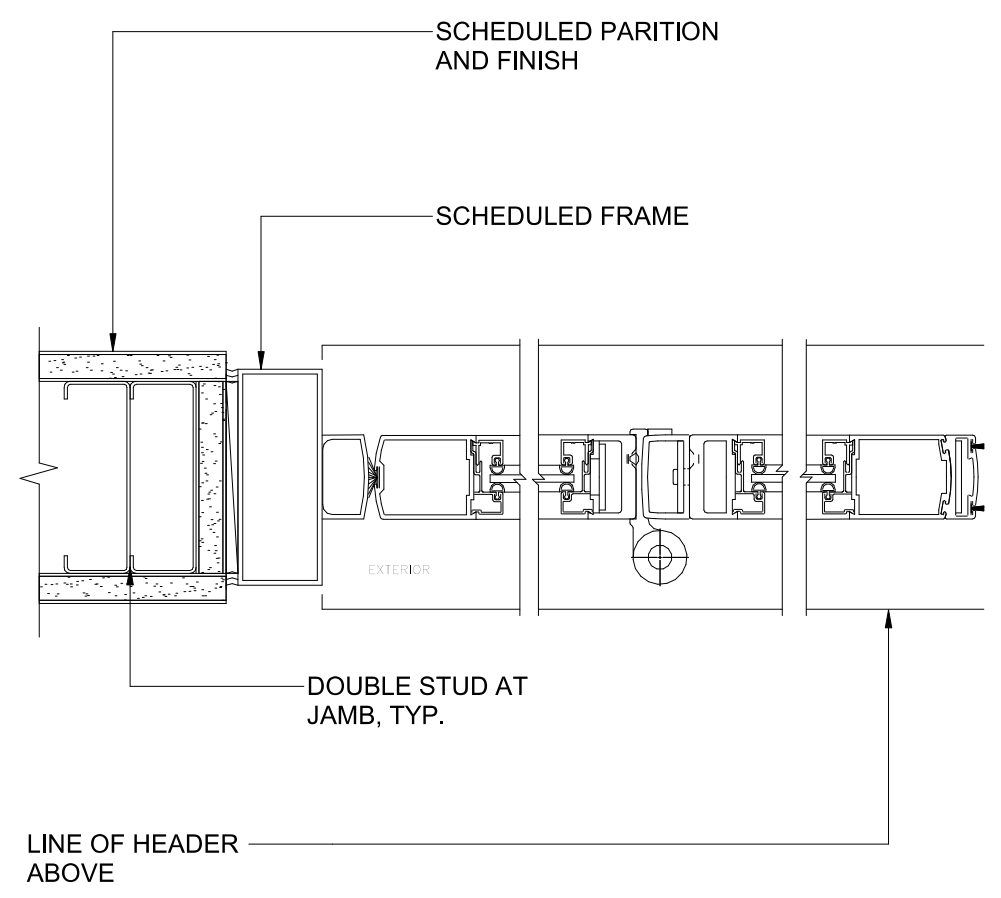 SCHEDULED PARITION
AND FINISH
SCHEDULED FRAME
EXTERIOR
DOUBLE STUD AT
JAMB, TYP.
LINE OF HEADER
ABOVE